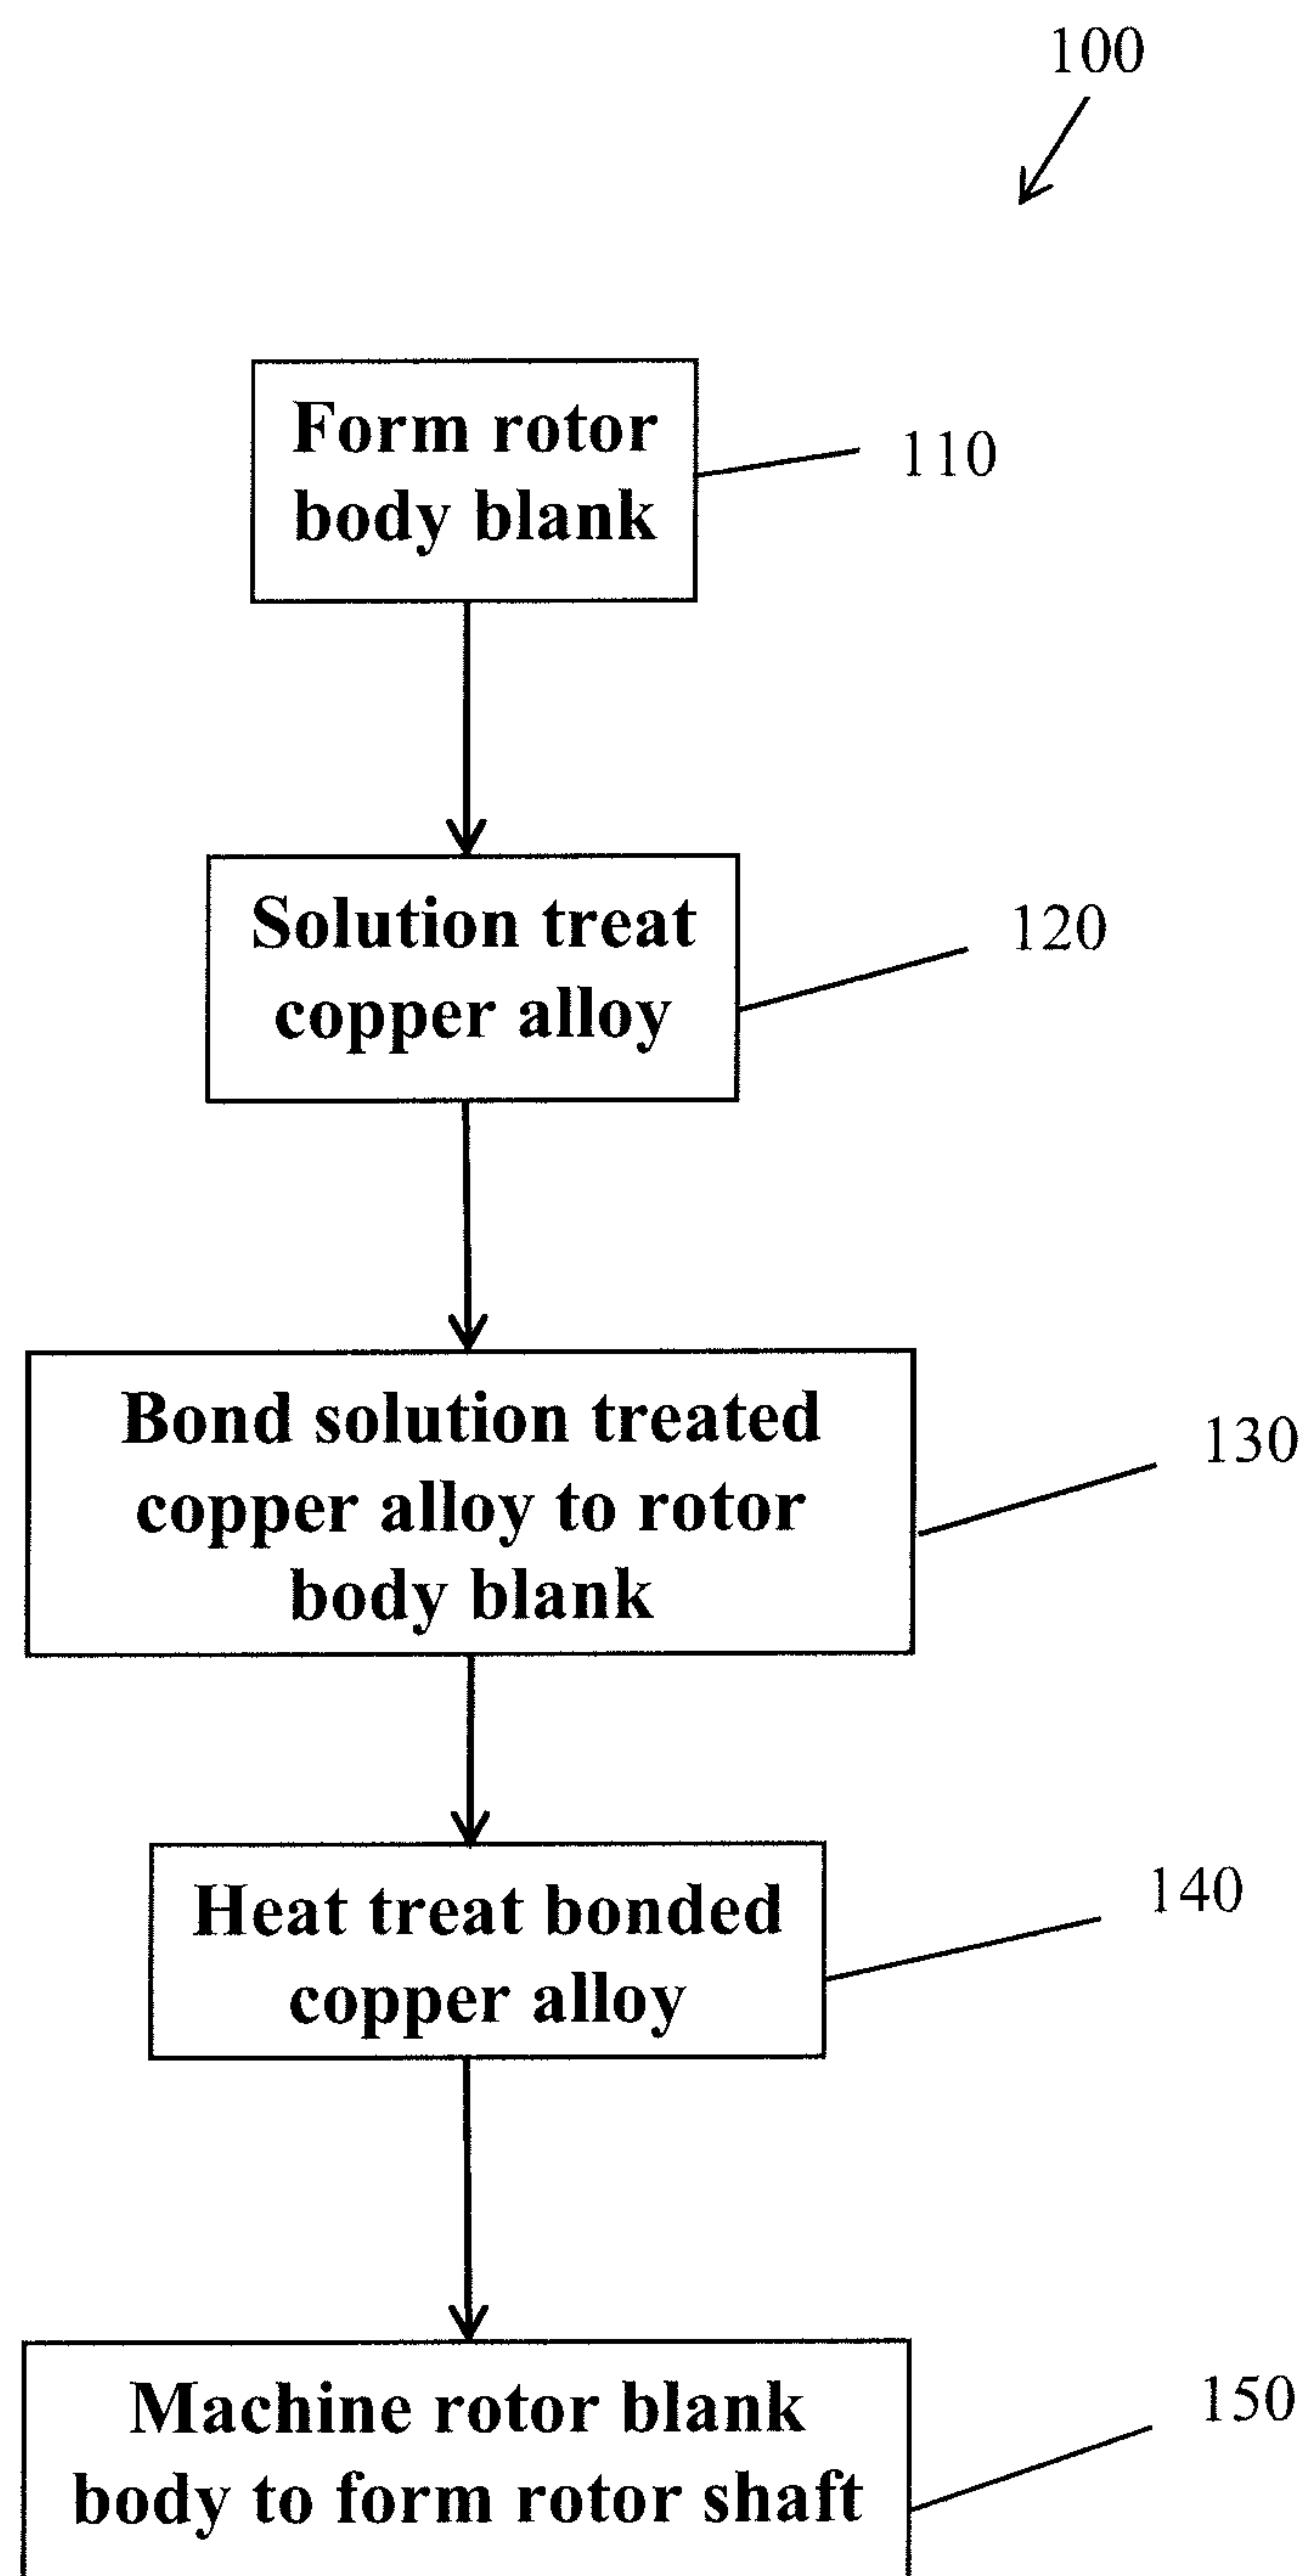 100
Form rotor
body blank
110
Solution treat
copper alloy
120
Bond solution treated
copper alloy to rotor
body blank
130
Heat treat bonded
copper alloy
140
Machine rotor blank
body to form rotor shaft
150